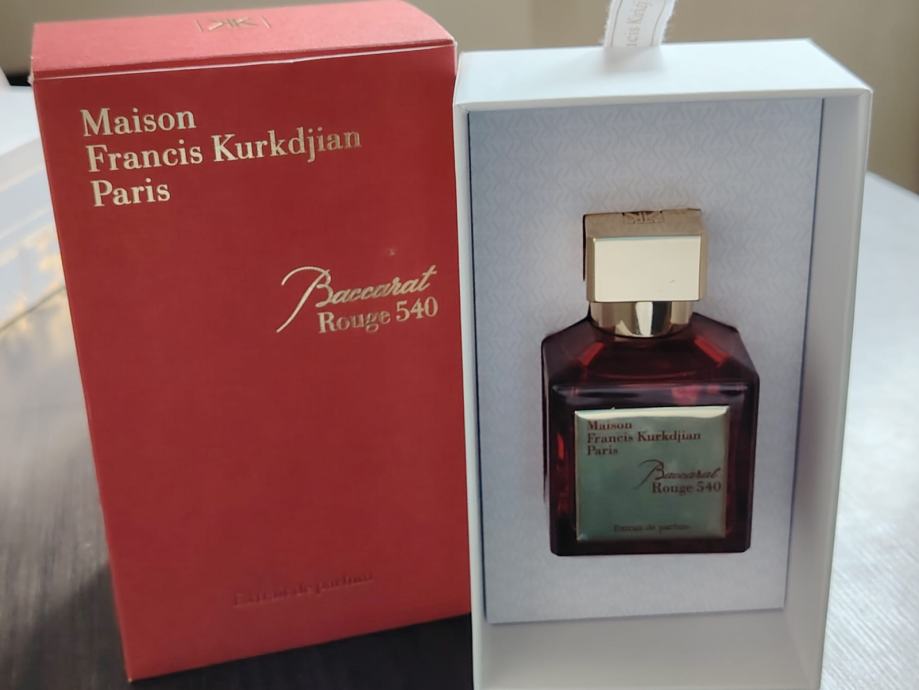 Maison
Francis Kurkdjian
Paris
Baccarat
Rouge 540
Extrait de parfum
Maison
Francis Kurkdjian
Paris
Baccarat
Rouge 540
Extrait de parfum